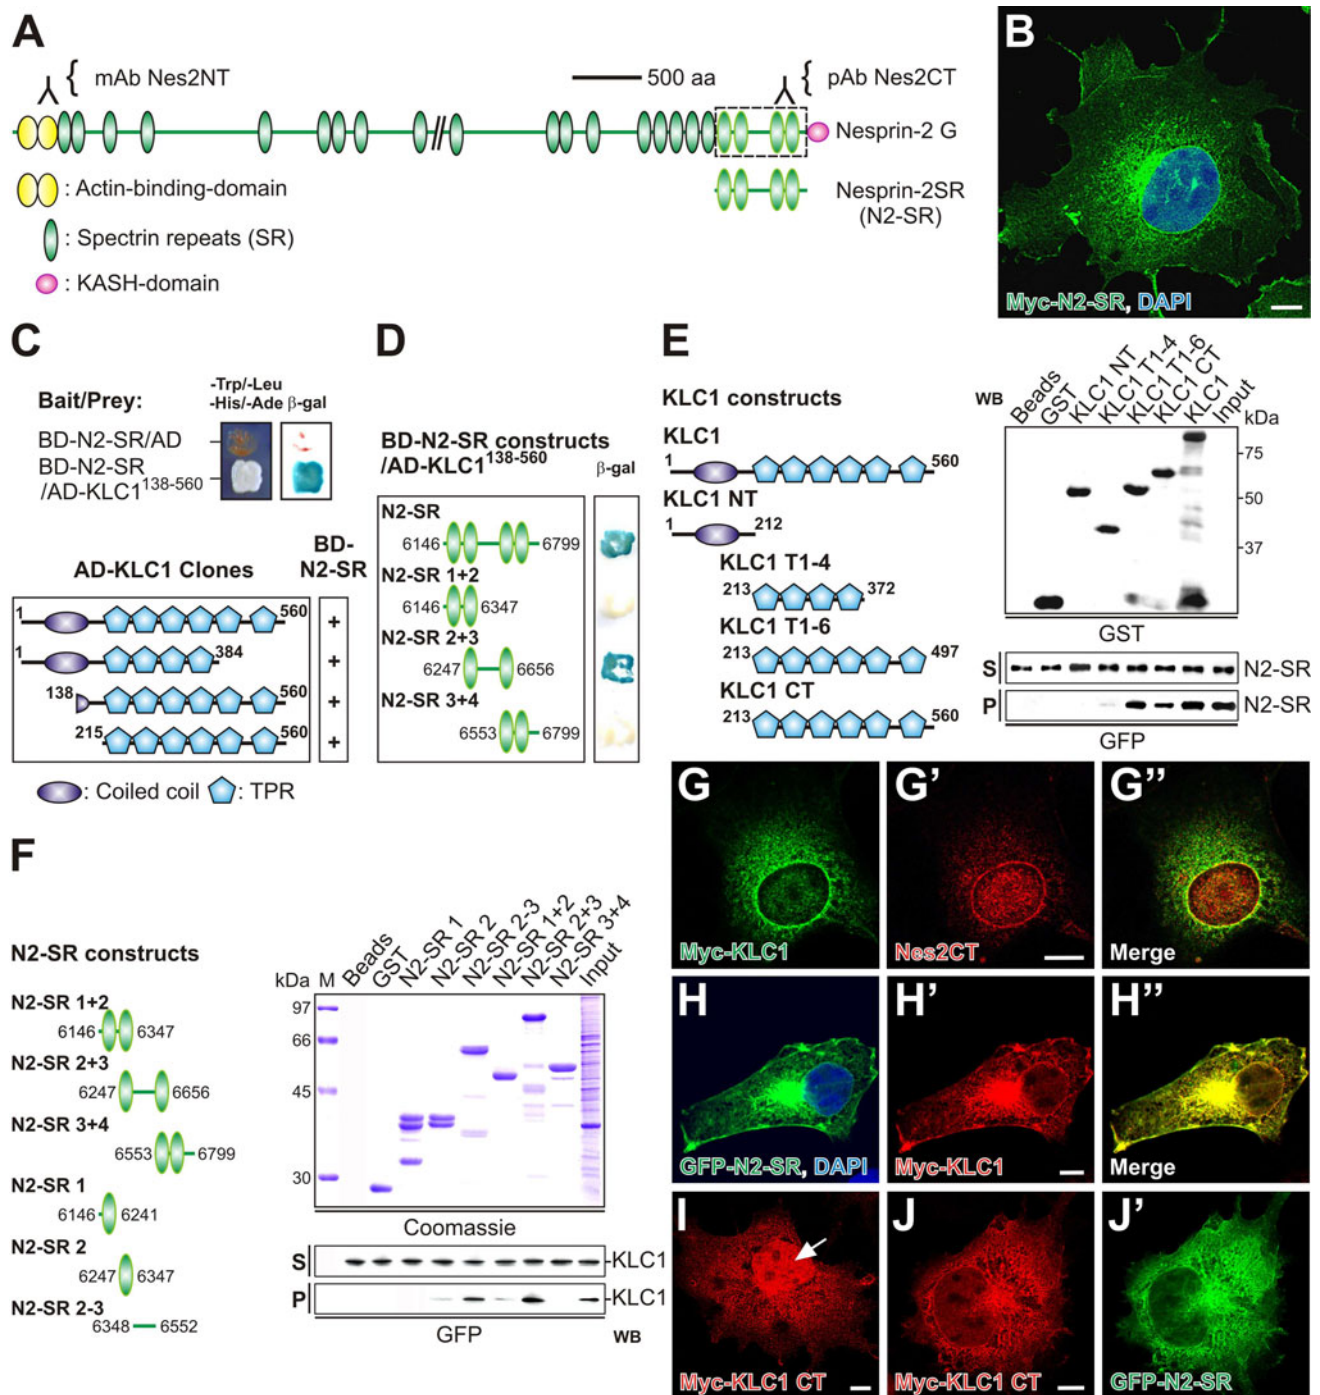 A
mAb Nes2NT
500 aa
pAb Nes2CT
Nesprin-2 G
: Actin-binding-domain
Nesprin-2SR
(N2-SR)
: Spectrin repeats (SR)
: KASH-domain
B
Myc-N2-SR, DAPI
C
Bait/Prey:
-Trp/-Leu
-His/-Ade β-gal
BD-N2-SR/AD
BD-N2-SR
/AD-KLC1138-560
AD-KLC1 Clones
BD-
N2-SR
1 560 +
1 384 +
138 560 +
215 560 +
: Coiled coil : TPR
D
BD-N2-SR constructs
/AD-KLC1138-560
β-gal
N2-SR
6146 6799
N2-SR 1+2
6146 6347
N2-SR 2+3
6247 6656
N2-SR 3+4
6553 6799
E
KLC1 constructs
KLC1
1 560
KLC1 NT
1 212
KLC1 T1-4
213 372
KLC1 T1-6
213 497
KLC1 CT
213 560
WB
Beads
GST
KLC1 NT
KLC1 T1-4
KLC1 T1-6
KLC1 CT
KLC1
Input
kDa
75
50
37
GST
S N2-SR
P N2-SR
GFP
F
N2-SR constructs
N2-SR 1+2
6146 6347
N2-SR 2+3
6247 6656
N2-SR 3+4
6553 6799
N2-SR 1
6146 6241
N2-SR 2
6247 6347
N2-SR 2-3
6348 6552
kDa M
Beads
GST
N2-SR 1
N2-SR 2
N2-SR 2-3
N2-SR 1+2
N2-SR 2+3
N2-SR 3+4
Input
97
66
45
30
Coomassie
S KLC1
P KLC1
GFP WB
G
Myc-KLC1
G’
Nes2CT
G’’
Merge
H
GFP-N2-SR, DAPI
H’
Myc-KLC1
H’’
Merge
I
Myc-KLC1 CT
J
Myc-KLC1 CT
J’
GFP-N2-SR